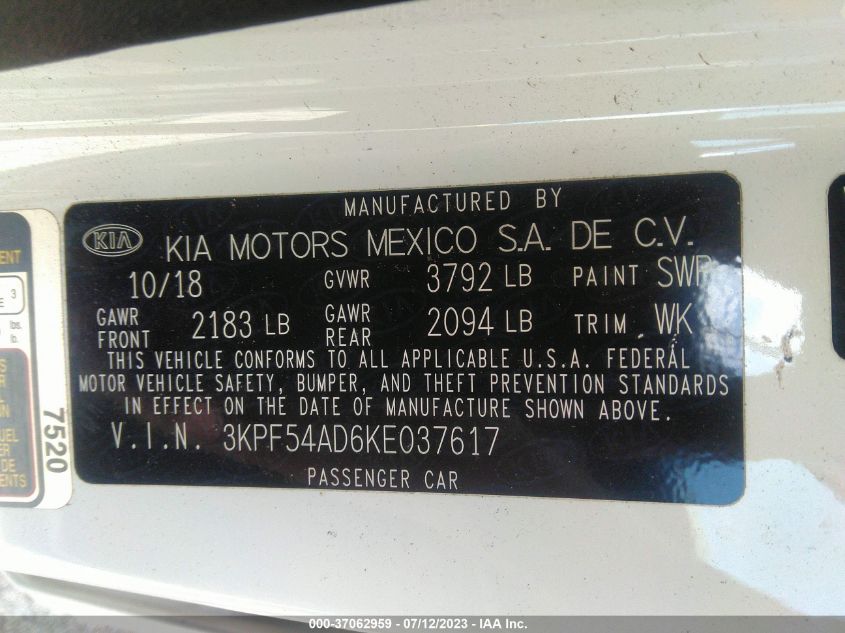 MANUFACTURED BY
KIA KIA MOTORS MEXICO S.A. DE C.V.
10/18 GVWR 3792 LB PAINT SWP
GAWR FRONT 2183 LB GAWR REAR 2094 LB TRIM WK
THIS VEHICLE CONFORMS TO ALL APPLICABLE U.S.A. FEDERAL
MOTOR VEHICLE SAFETY, BUMPER, AND THEFT PREVENTION STANDARDS
IN EFFECT ON THE DATE OF MANUFACTURE SHOWN ABOVE.
V.I.N. 3KPF54AD6KE037617
PASSENGER CAR
3
lbs.
lb.
7520
000-37062959 - 07/12/2023 - IAA Inc.